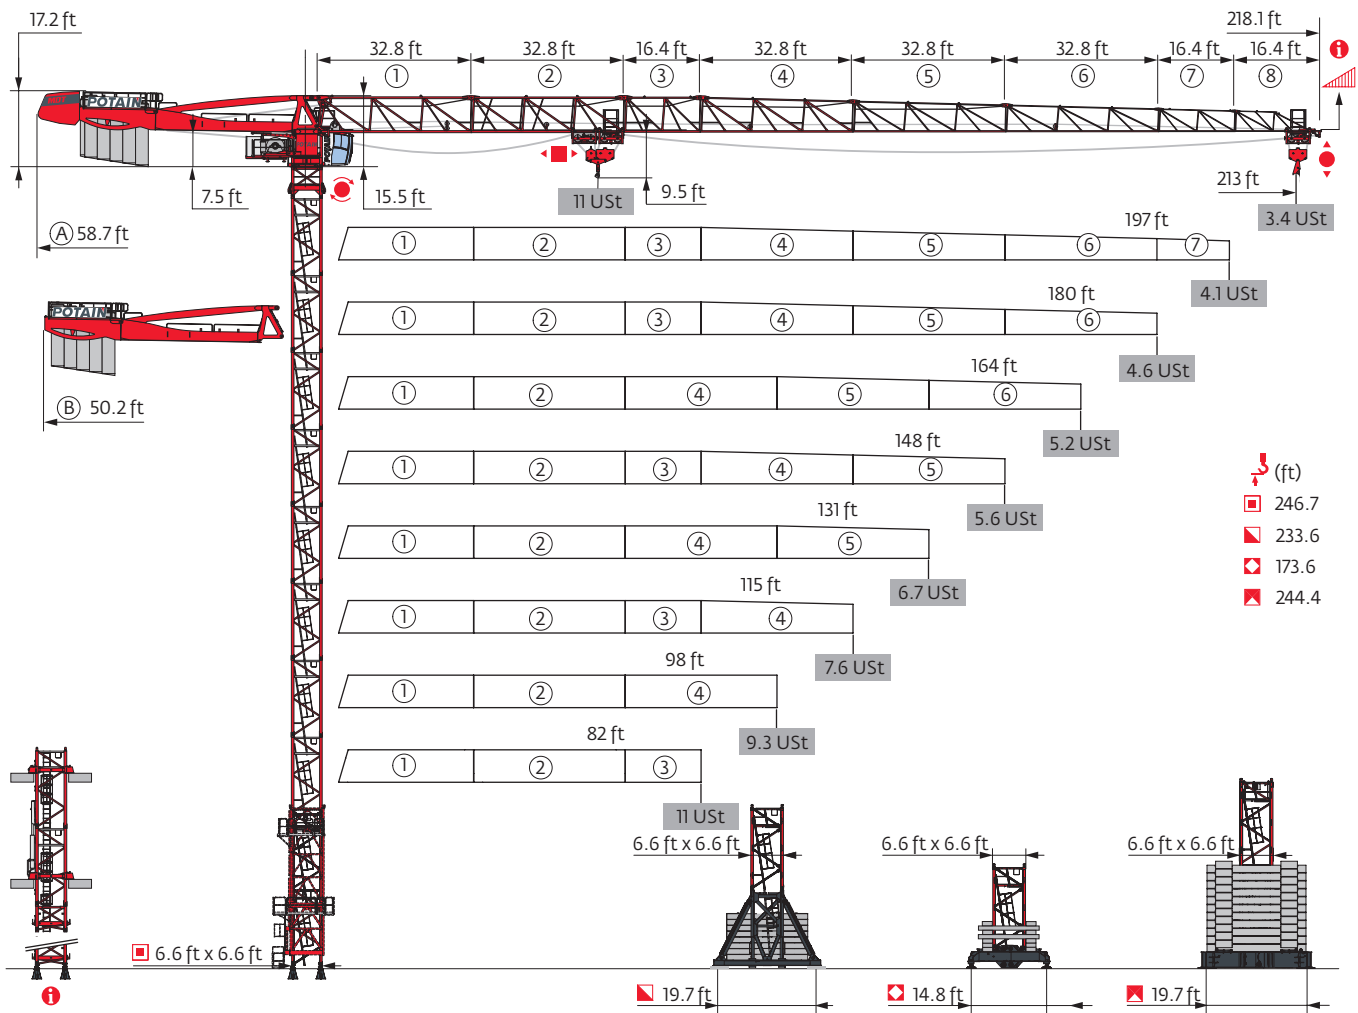 17.2 ft
218.1 ft
32.8 ft 32.8 ft 16.4 ft 32.8 ft 32.8 ft 32.8 ft 16.4 ft 16.4 ft
1 2 3 4 5 6 7 8
i
POTAIN
7.5 ft
15.5 ft
11 USt
9.5 ft
213 ft
3.4 USt
A 58.7 ft
197 ft
1 2 3 4 5 6 7
4.1 USt
POTAIN
180 ft
1 2 3 4 5 6
4.6 USt
B 50.2 ft
164 ft
1 2 4 5 6
5.2 USt
148 ft
1 2 3 4 5
5.6 USt
(ft)
246.7
233.6
173.6
244.4
131 ft
1 2 4 5
6.7 USt
115 ft
1 2 3 4
7.6 USt
98 ft
1 2 4
9.3 USt
82 ft
1 2 3
11 USt
6.6 ft x 6.6 ft
6.6 ft x 6.6 ft
6.6 ft x 6.6 ft
6.6 ft x 6.6 ft
i
19.7 ft
14.8 ft
19.7 ft